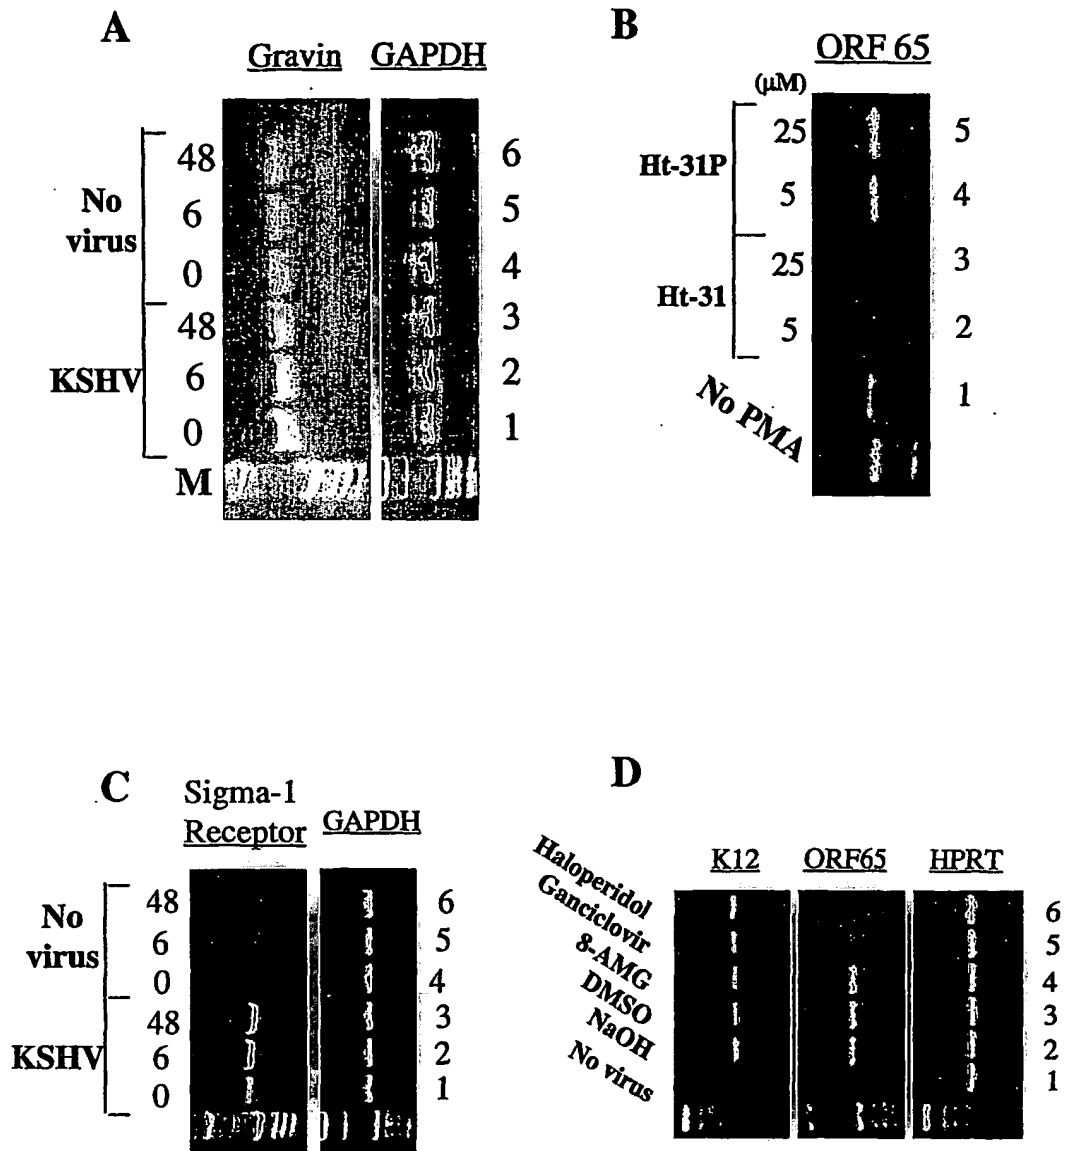 A
Gravin GAPDH
No
virus
KSHV
48
6
0
48
6
0
M
6
5
4
3
2
1
B
ORF 65
(μM)
Ht-31P
Ht-31
25
5
25
5
No PMA
5
4
3
2
1
C
Sigma-1
Receptor
GAPDH
No
virus
KSHV
48
6
0
48
6
0
6
5
4
3
2
1
D
K12 ORF65 HPRT
Haloperidol
Ganciclovir
8-AMG
DMSO
NaOH
No virus
6
5
4
3
2
1